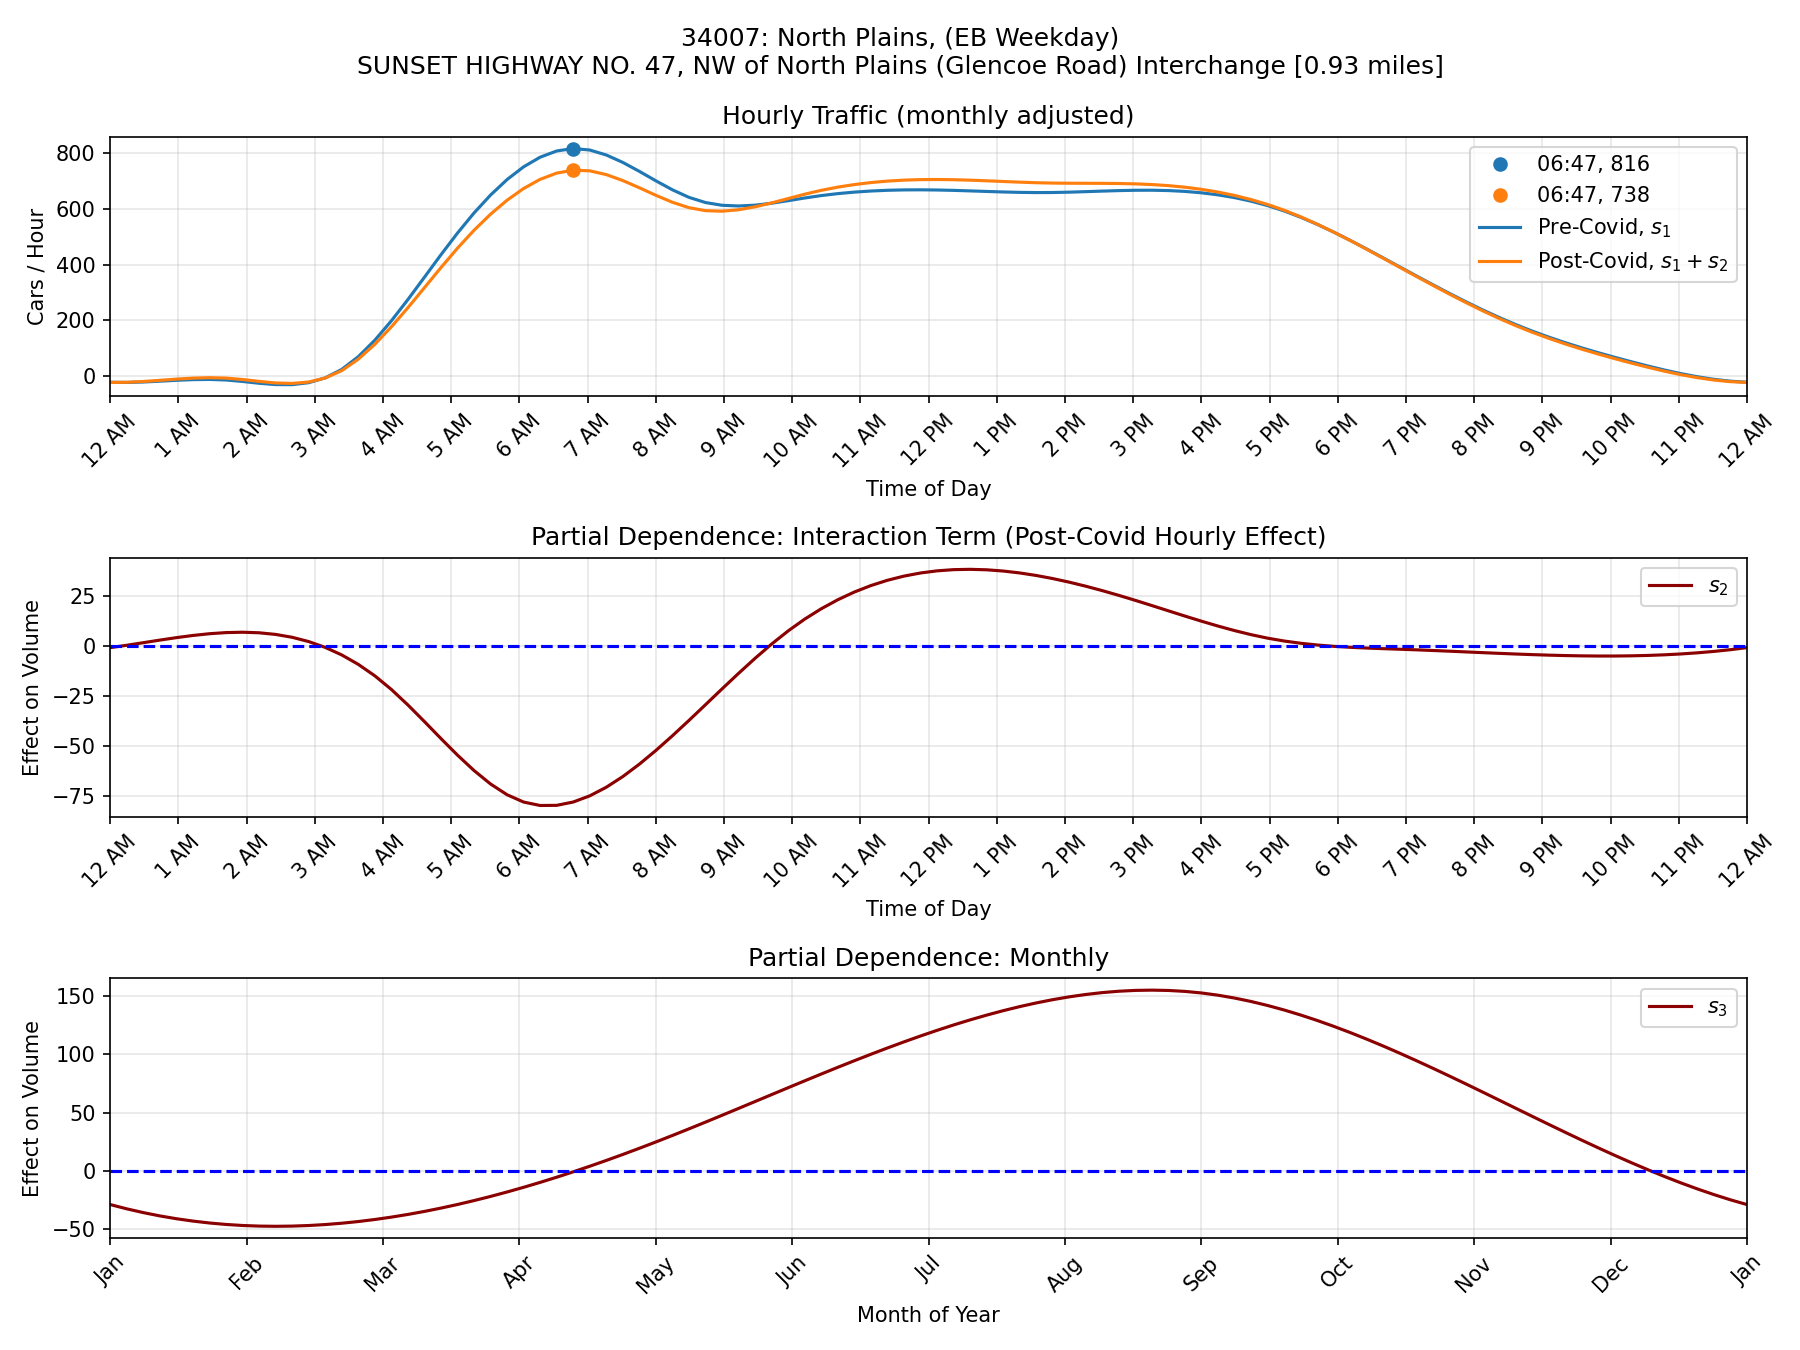 34007: North Plains, (EB Weekday)
SUNSET HIGHWAY NO. 47, NW of North Plains (Glencoe Road) Interchange [0.93 miles]
Hourly Traffic (monthly adjusted)
Cars / Hour
800
600
400
200
0
06:47, 816
06:47, 738
Pre-Covid, s₁
Post-Covid, s₁ + s₂
12 AM 1 AM 2 AM 3 AM 4 AM 5 AM 6 AM 7 AM 8 AM 9 AM 10 AM 11 AM 12 PM 1 PM 2 PM 3 PM 4 PM 5 PM 6 PM 7 PM 8 PM 9 PM 10 PM 11 PM 12 AM
Time of Day
Partial Dependence: Interaction Term (Post-Covid Hourly Effect)
Effect on Volume
25
0
−25
−50
−75
s₂
12 AM 1 AM 2 AM 3 AM 4 AM 5 AM 6 AM 7 AM 8 AM 9 AM 10 AM 11 AM 12 PM 1 PM 2 PM 3 PM 4 PM 5 PM 6 PM 7 PM 8 PM 9 PM 10 PM 11 PM 12 AM
Time of Day
Partial Dependence: Monthly
Effect on Volume
150
100
50
0
−50
s₃
Jan Feb Mar Apr May Jun Jul Aug Sep Oct Nov Dec Jan
Month of Year